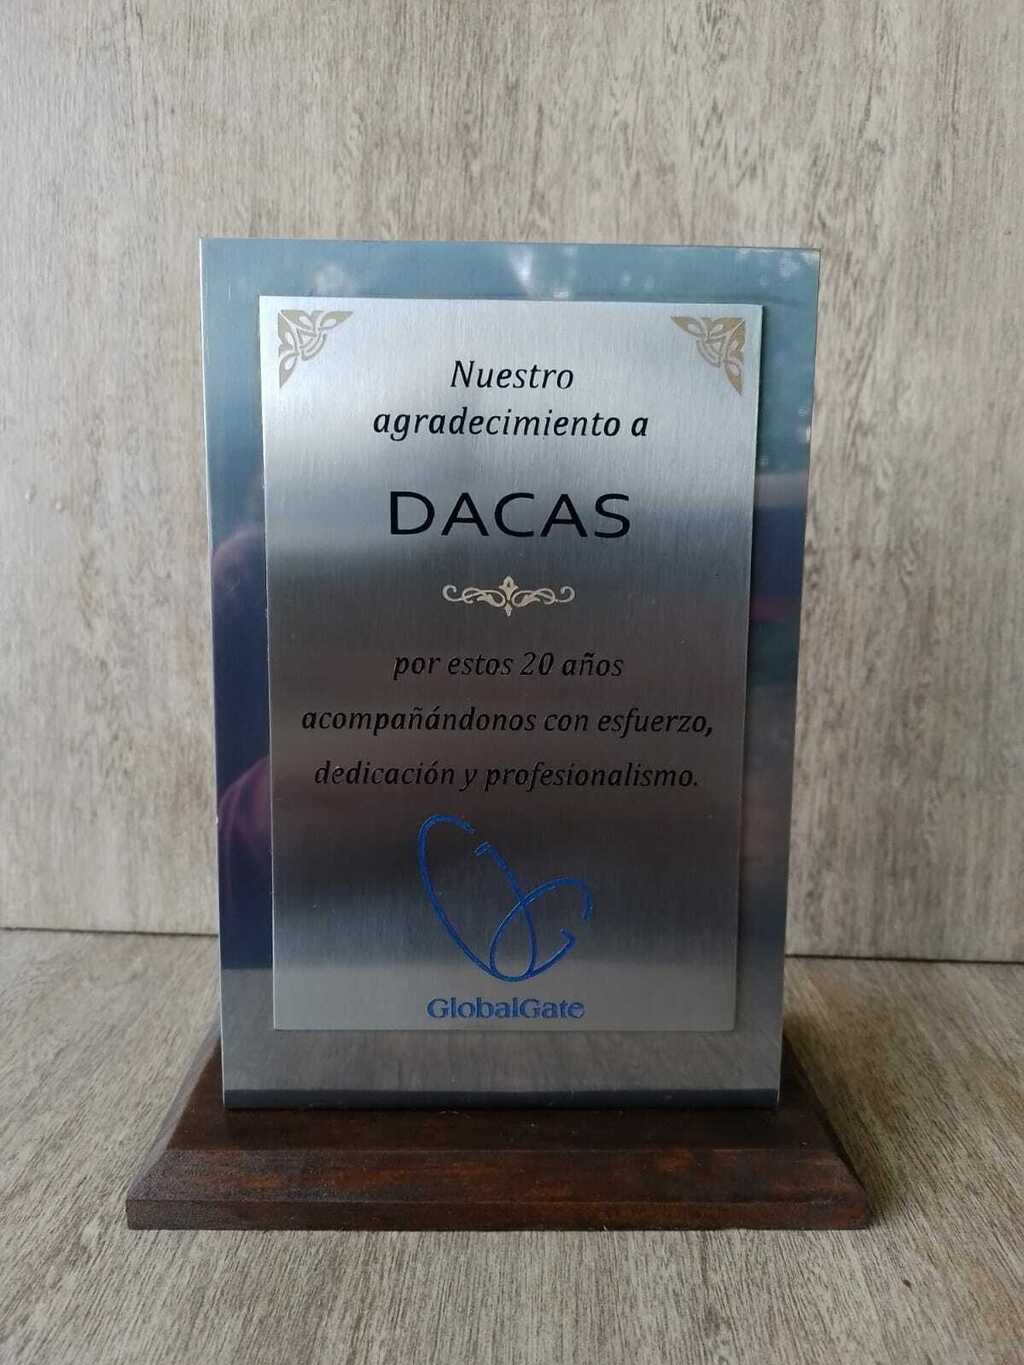 Nuestro
agradecimiento a
DACAS
por estos 20 años
acompañándonos con esfuerzo,
dedicación y profesionalismo.
GlobalGate